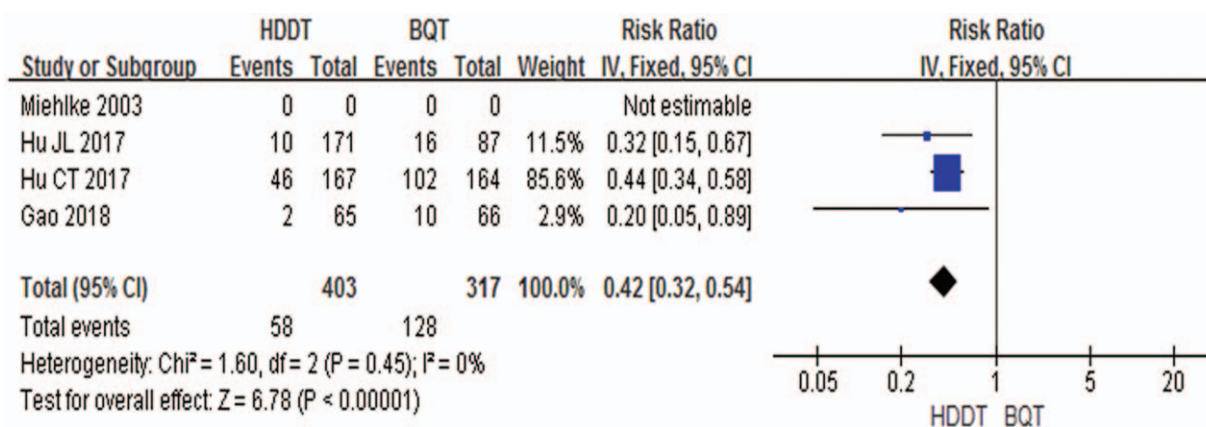 HDDT BQT Risk Ratio Risk Ratio
Study or Subgroup Events Total Events Total Weight IV, Fixed, 95% CI IV, Fixed, 95% CI
Miehlke 2003 0 0 0 0 Not estimable
Hu JL 2017 10 171 16 87 11.5% 0.32 [0.15, 0.67]
Hu CT 2017 46 167 102 164 85.6% 0.44 [0.34, 0.58]
Gao 2018 2 65 10 66 2.9% 0.20 [0.05, 0.89]
Total (95% CI) 403 317 100.0% 0.42 [0.32, 0.54]
Total events 58 128
Heterogeneity: Chi² = 1.60, df = 2 (P = 0.45); I² = 0%
Test for overall effect: Z = 6.78 (P < 0.00001)
0.05 0.2 1 5 20
HDDT BQT